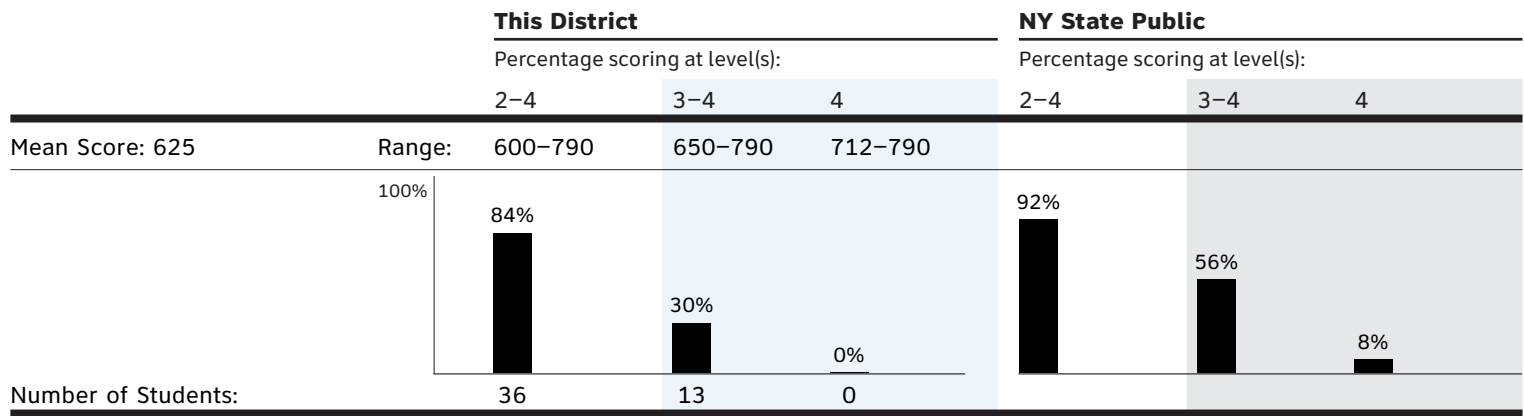 This District NY State Public
Percentage scoring at level(s): Percentage scoring at level(s):
2–4 3–4 4 2–4 3–4 4
Mean Score: 625 Range: 600–790 650–790 712–790
100%
84% 30% 0% 92% 56% 8%
Number of Students: 36 13 0